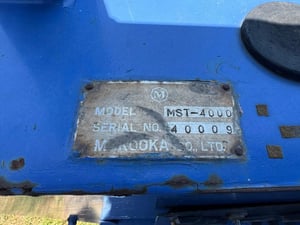 M
MODEL MST-4000
SERIAL NO. 40009
MOROOKA CO., LTD.